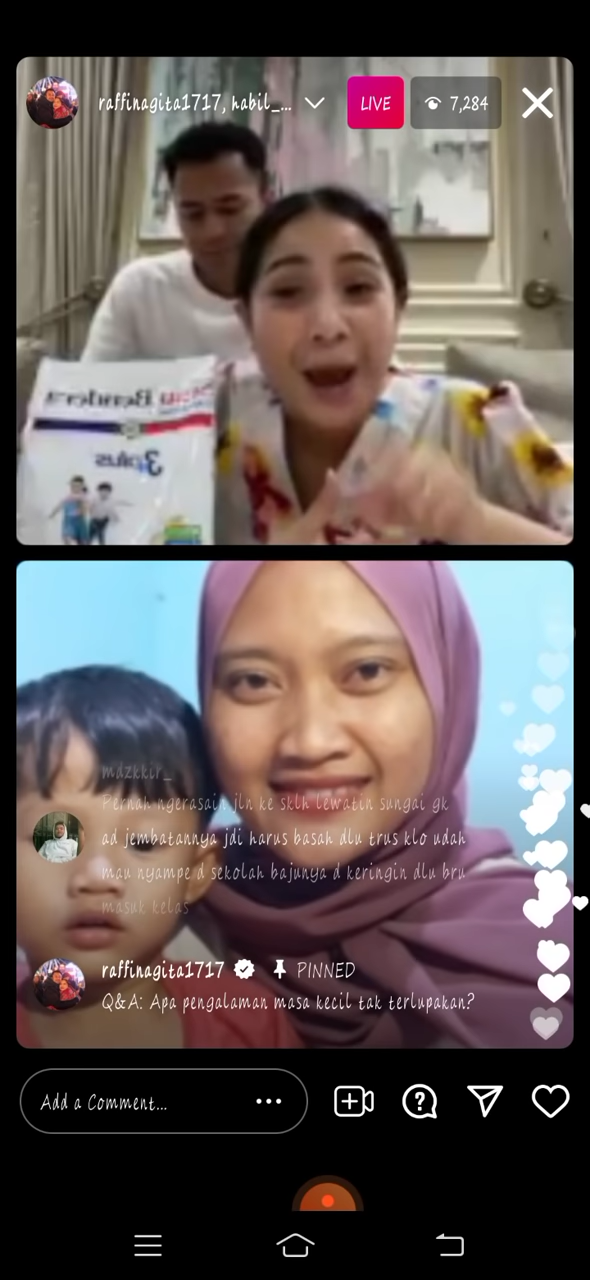 raffinagita1717, habil_...
LIVE
7,284
3plus
mdzkkir_
Pernah ngerasain jln ke sklh lewatin sungai gk
ad jembatannya jdi harus basah dlu trus klo udah
mau nyampe d sekolah bajunya d keringin dlu bru
masuk kelas
raffinagita1717 PINNED
Q&A: Apa pengalaman masa kecil tak terlupakan?
Add a Comment...